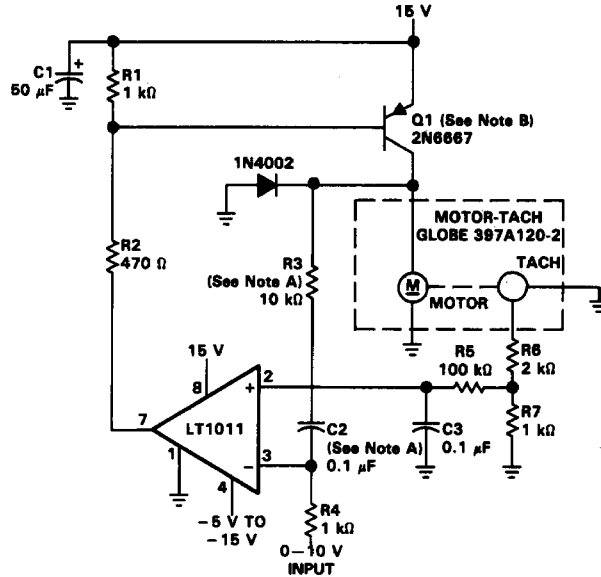 15 V
C1
+
50 µF
R1
1 kΩ
Q1 (See Note B)
2N6667
1N4002
MOTOR-TACH
GLOBE 397A120-2
TACH
M
MOTOR
R2
470 Ω
R3
(See Note A)
10 kΩ
R5
100 kΩ
R6
2 kΩ
15 V
8
2
+
7
LT1011
1
4
3
−
C2
(See Note A)
0.1 µF
C3
0.1 µF
R7
1 kΩ
−5 V TO
−15 V
R4
1 kΩ
0–10 V
INPUT